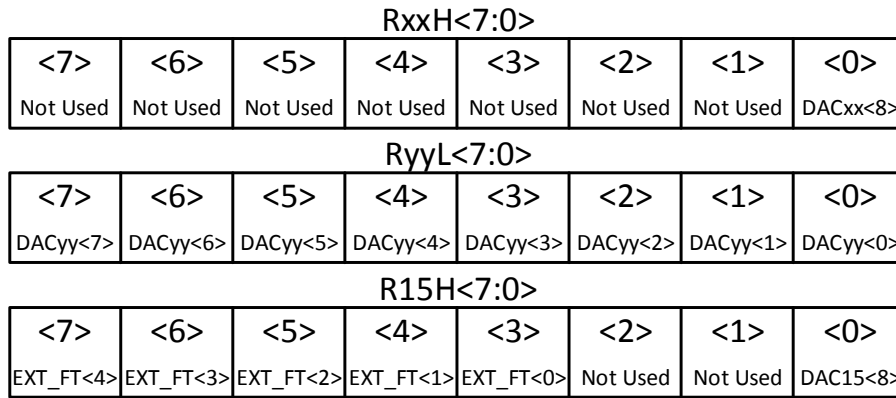 RxxH<7:0>
<7> <6> <5> <4> <3> <2> <1> <0>
Not Used Not Used Not Used Not Used Not Used Not Used Not Used DACxx<8>
RyyL<7:0>
<7> <6> <5> <4> <3> <2> <1> <0>
DACyy<7> DACyy<6> DACyy<5> DACyy<4> DACyy<3> DACyy<2> DACyy<1> DACyy<0>
R15H<7:0>
<7> <6> <5> <4> <3> <2> <1> <0>
EXT_FT<4> EXT_FT<3> EXT_FT<2> EXT_FT<1> EXT_FT<0> Not Used Not Used DAC15<8>